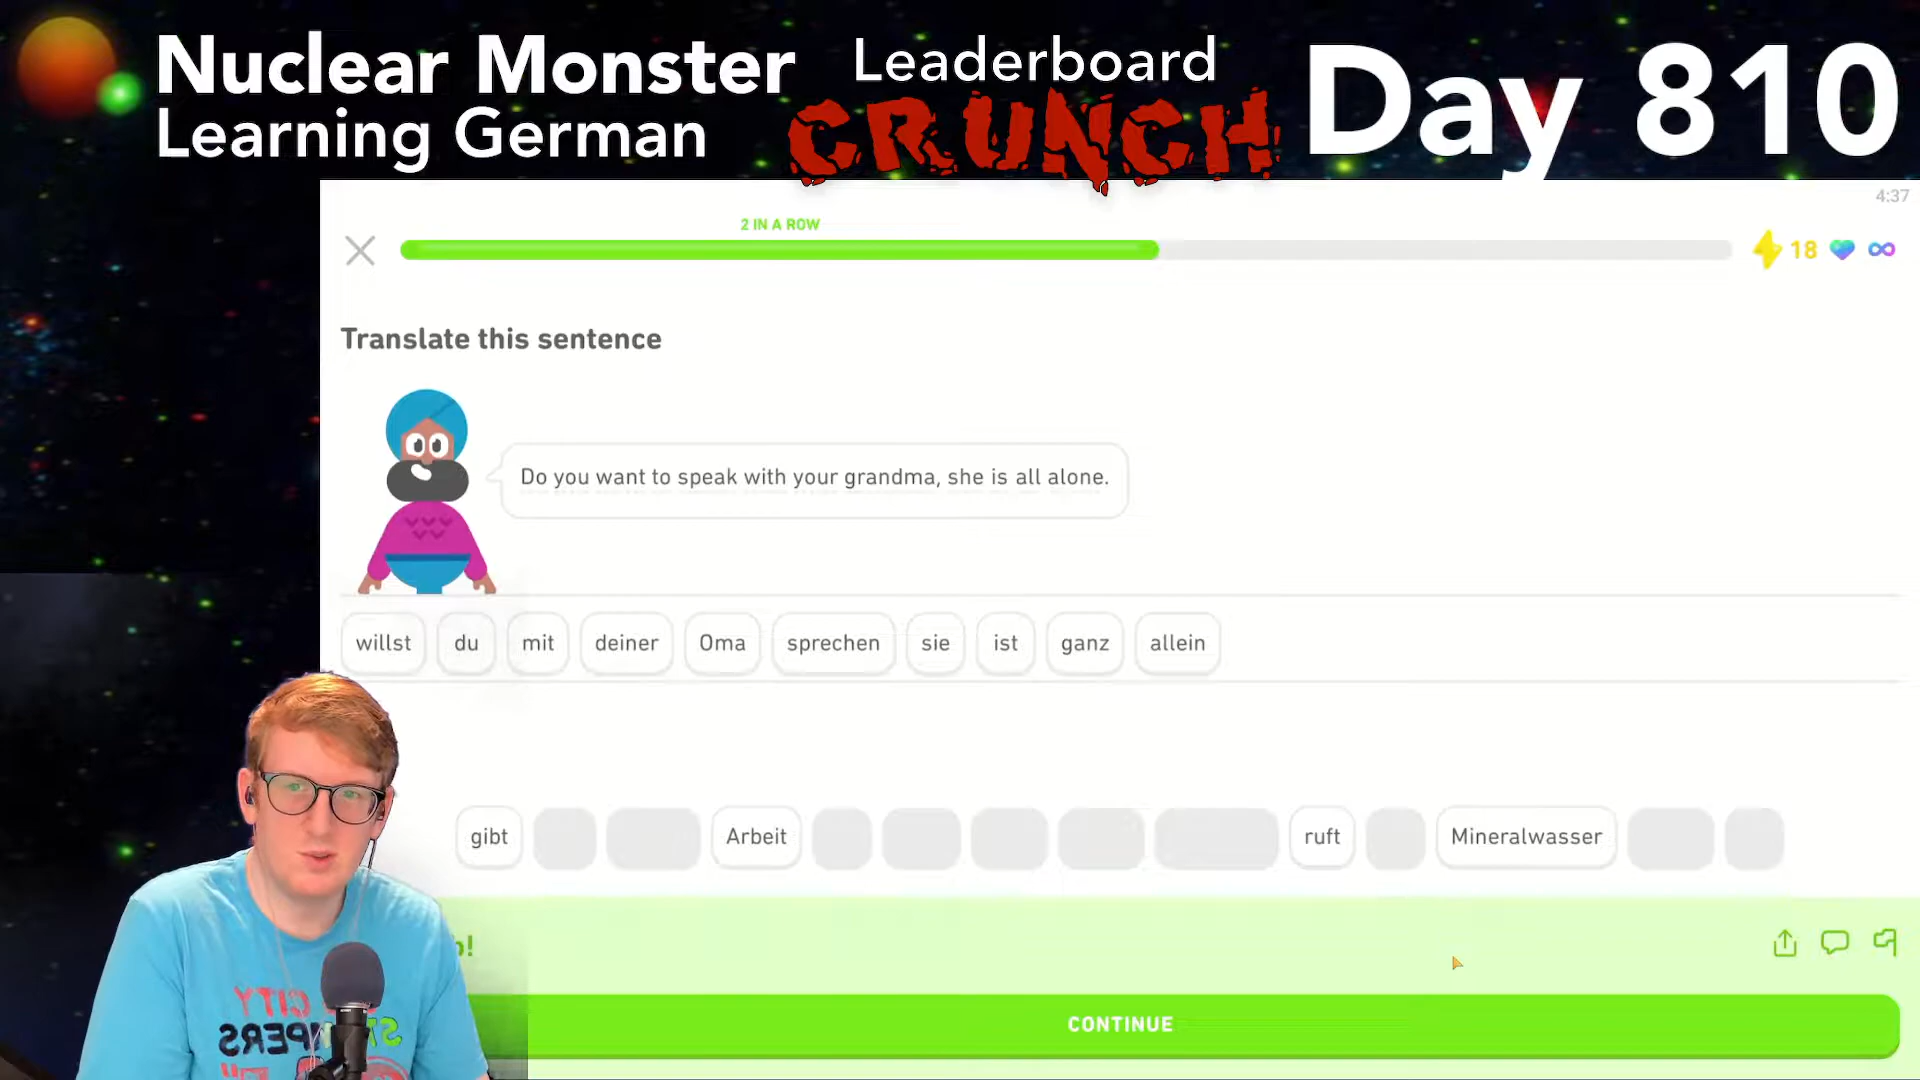 Nuclear Monster
Learning German
Leaderboard
CRUNCH
Day 810
4:37
2 IN A ROW
18
Translate this sentence
Do you want to speak with your grandma, she is all alone.
willst du mit deiner Oma sprechen sie ist ganz allein
gibt Arbeit ruft Mineralwasser
!
CONTINUE
CITY